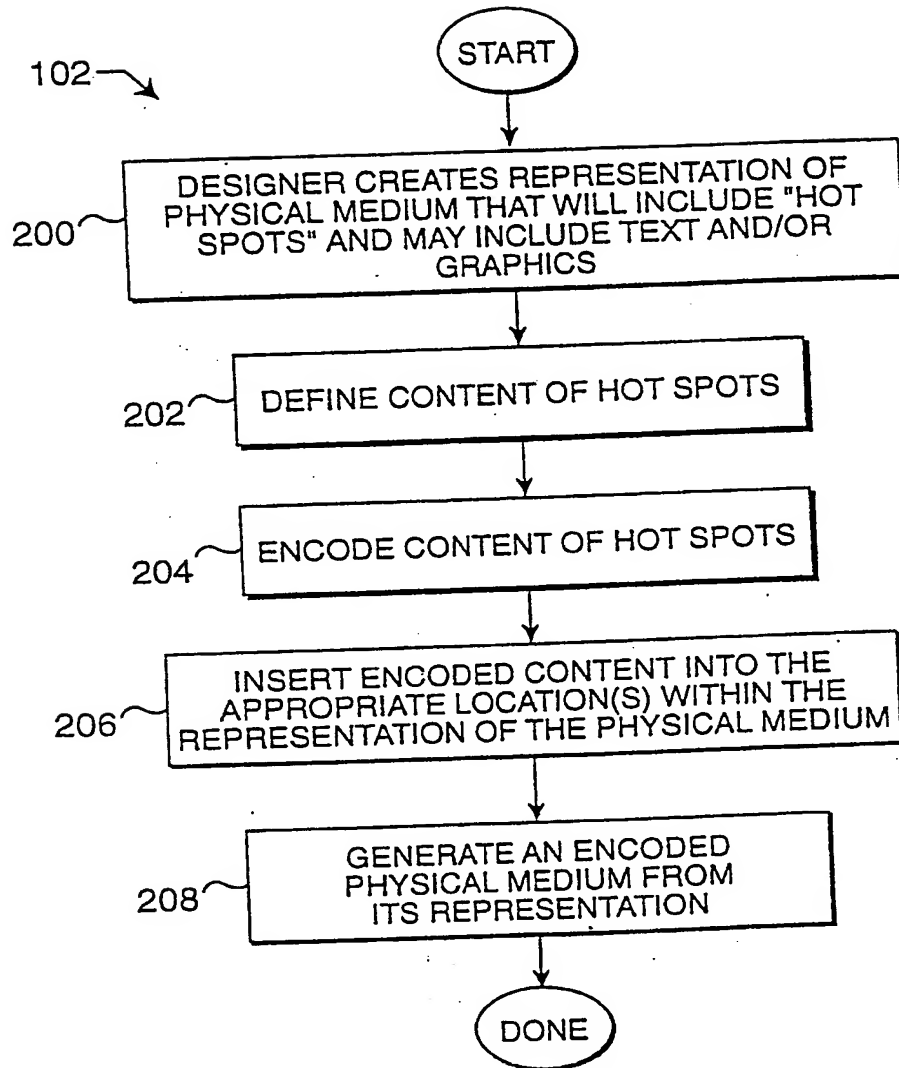 START
102
DESIGNER CREATES REPRESENTATION OF
PHYSICAL MEDIUM THAT WILL INCLUDE "HOT
SPOTS" AND MAY INCLUDE TEXT AND/OR
GRAPHICS
200
DEFINE CONTENT OF HOT SPOTS
202
ENCODE CONTENT OF HOT SPOTS
204
INSERT ENCODED CONTENT INTO THE
APPROPRIATE LOCATION(S) WITHIN THE
REPRESENTATION OF THE PHYSICAL MEDIUM
206
GENERATE AN ENCODED
PHYSICAL MEDIUM FROM
ITS REPRESENTATION
208
DONE